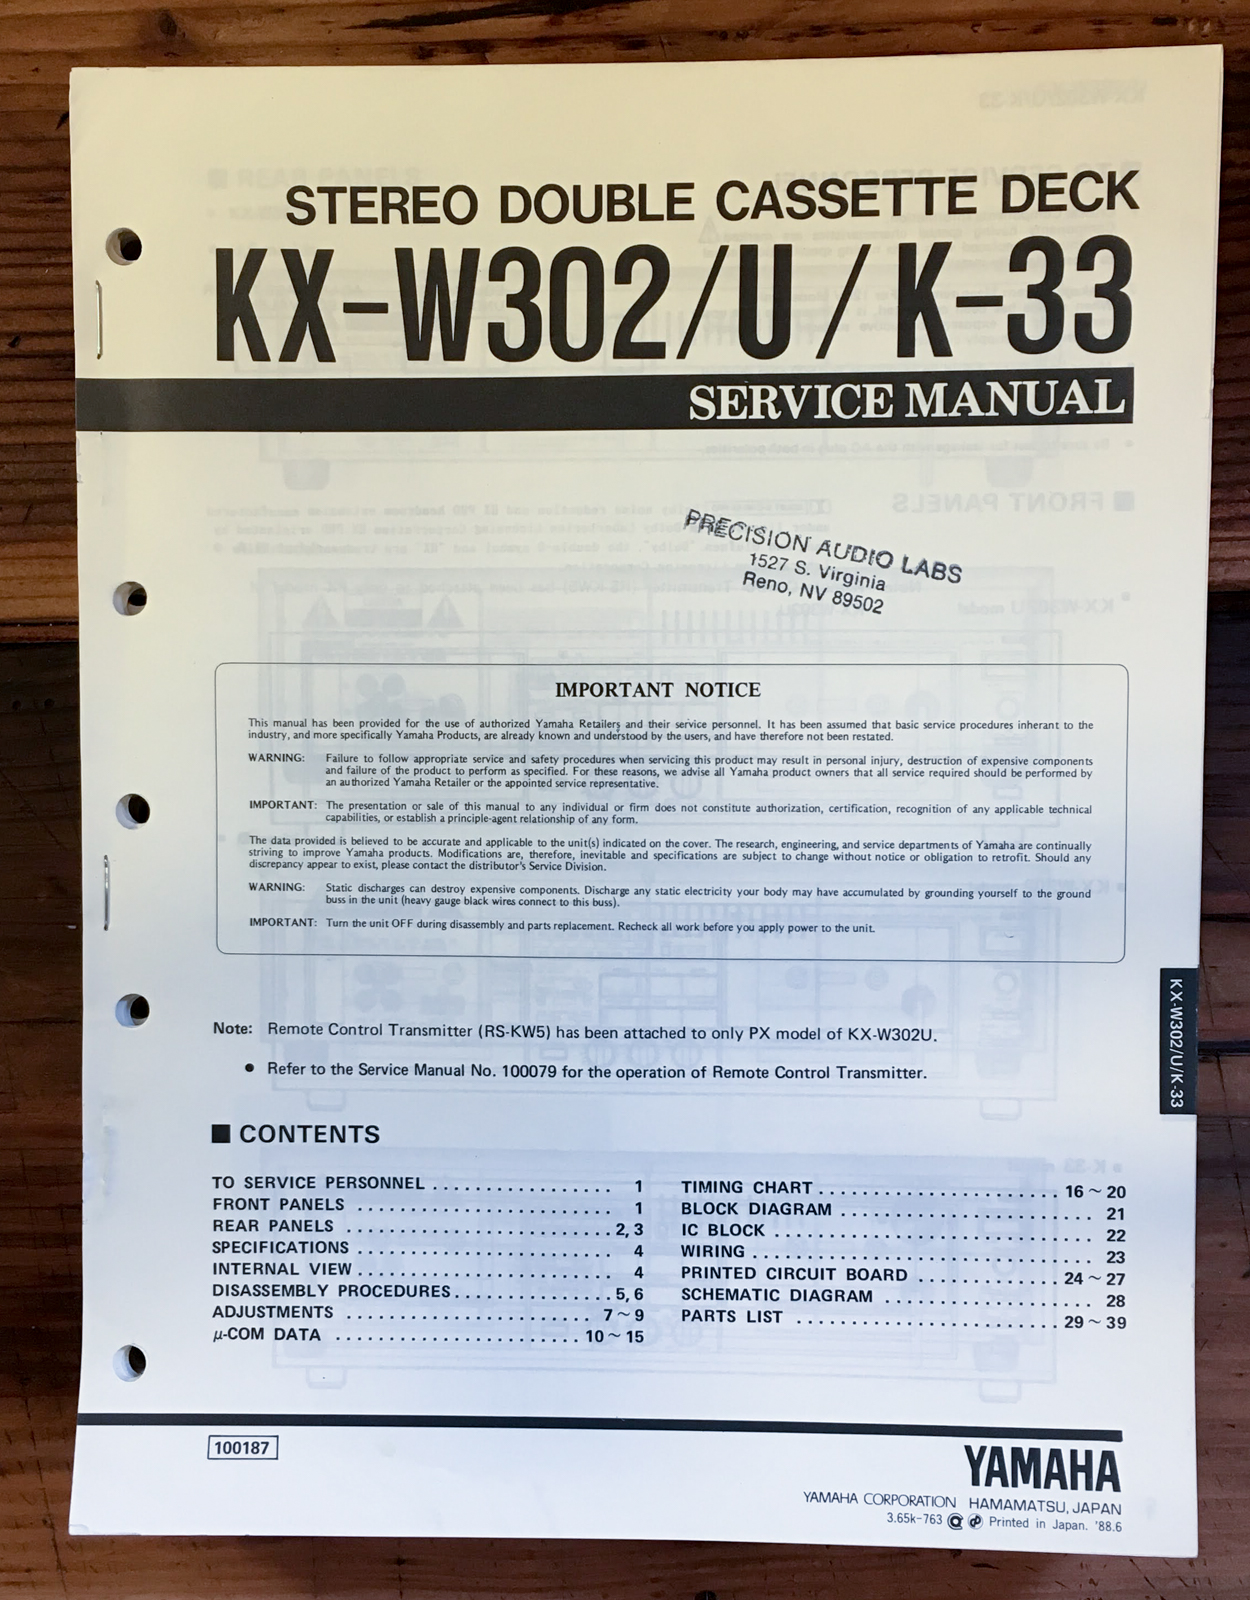 STEREO DOUBLE CASSETTE DECK
KX-W302/U/K-33
SERVICE MANUAL
PRECISION AUDIO LABS
1527 S. Virginia
Reno, NV 89502
IMPORTANT NOTICE
This manual has been provided for the use of authorized Yamaha Retailers and their service personnel. It has been assumed that basic service procedures inherant to the
industry, and more specifically Yamaha Products, are already known and understood by the users, and have therefore not been restated.
WARNING: Failure to follow appropriate service and safety procedures when servicing this product may result in personal injury, destruction of expensive components
and failure of the product to perform as specified. For these reasons, we advise all Yamaha product owners that all service required should be performed by
an authorized Yamaha Retailer or the appointed service representative.
IMPORTANT: The presentation or sale of this manual to any individual or firm does not constitute authorization, certification, recognition of any applicable technical
capabilities, or establish a principle-agent relationship of any form.
The data provided is believed to be accurate and applicable to the unit(s) indicated on the cover. The research, engineering, and service departments of Yamaha are continually
striving to improve Yamaha products. Modifications are, therefore, inevitable and specifications are subject to change without notice or obligation to retrofit. Should any
discrepancy appear to exist, please contact the distributor's Service Division.
WARNING: Static discharges can destroy expensive components. Discharge any static electricity your body may have accumulated by grounding yourself to the ground
buss in the unit (heavy gauge black wires connect to this buss).
IMPORTANT: Turn the unit OFF during disassembly and parts replacement. Recheck all work before you apply power to the unit.
KX-W302/U/K-33
Note: Remote Control Transmitter (RS-KW5) has been attached to only PX model of KX-W302U.
● Refer to the Service Manual No. 100079 for the operation of Remote Control Transmitter.
■ CONTENTS
TO SERVICE PERSONNEL ................. 1
FRONT PANELS ........................ 1
REAR PANELS ......................... 2, 3
SPECIFICATIONS ........................ 4
INTERNAL VIEW ........................ 4
DISASSEMBLY PROCEDURES ............... 5, 6
ADJUSTMENTS ....................... 7 ~ 9
μ-COM DATA ....................... 10 ~ 15
TIMING CHART ....................... 16 ~ 20
BLOCK DIAGRAM ........................ 21
IC BLOCK .............................. 22
WIRING ................................ 23
PRINTED CIRCUIT BOARD ............. 24 ~ 27
SCHEMATIC DIAGRAM .................... 28
PARTS LIST ......................... 29 ~ 39
100187
YAMAHA
YAMAHA CORPORATION HAMAMATSU, JAPAN
3.65k-763 Printed in Japan. '88.6